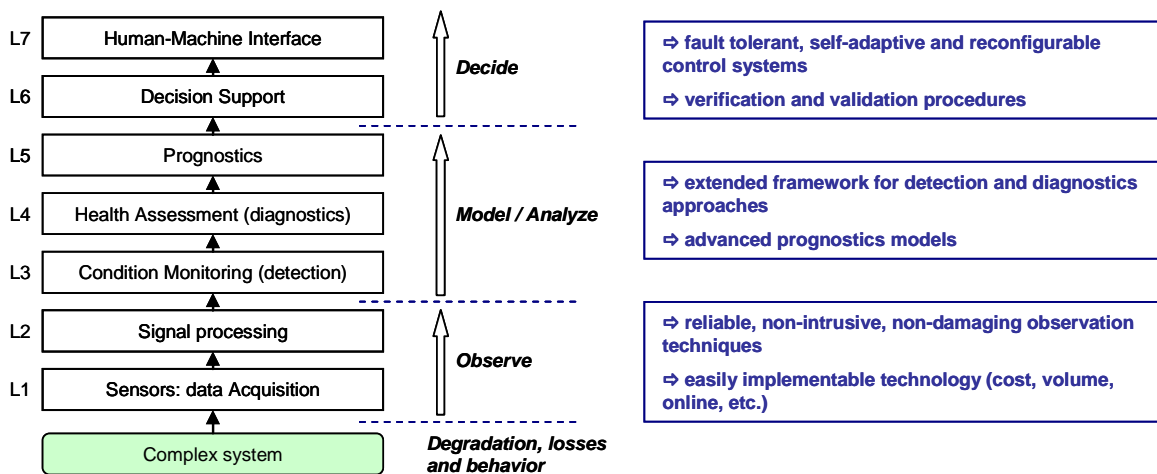 L7
Human-Machine Interface
L6
Decision Support
L5
Prognostics
L4
Health Assessment (diagnostics)
L3
Condition Monitoring (detection)
L2
Signal processing
L1
Sensors: data Acquisition
Complex system
Decide
Model / Analyze
Observe
Degradation, losses
and behavior
⇨ fault tolerant, self-adaptive and reconfigurable
control systems
⇨ verification and validation procedures
⇨ extended framework for detection and diagnostics
approaches
⇨ advanced prognostics models
⇨ reliable, non-intrusive, non-damaging observation
techniques
⇨ easily implementable technology (cost, volume,
online, etc.)